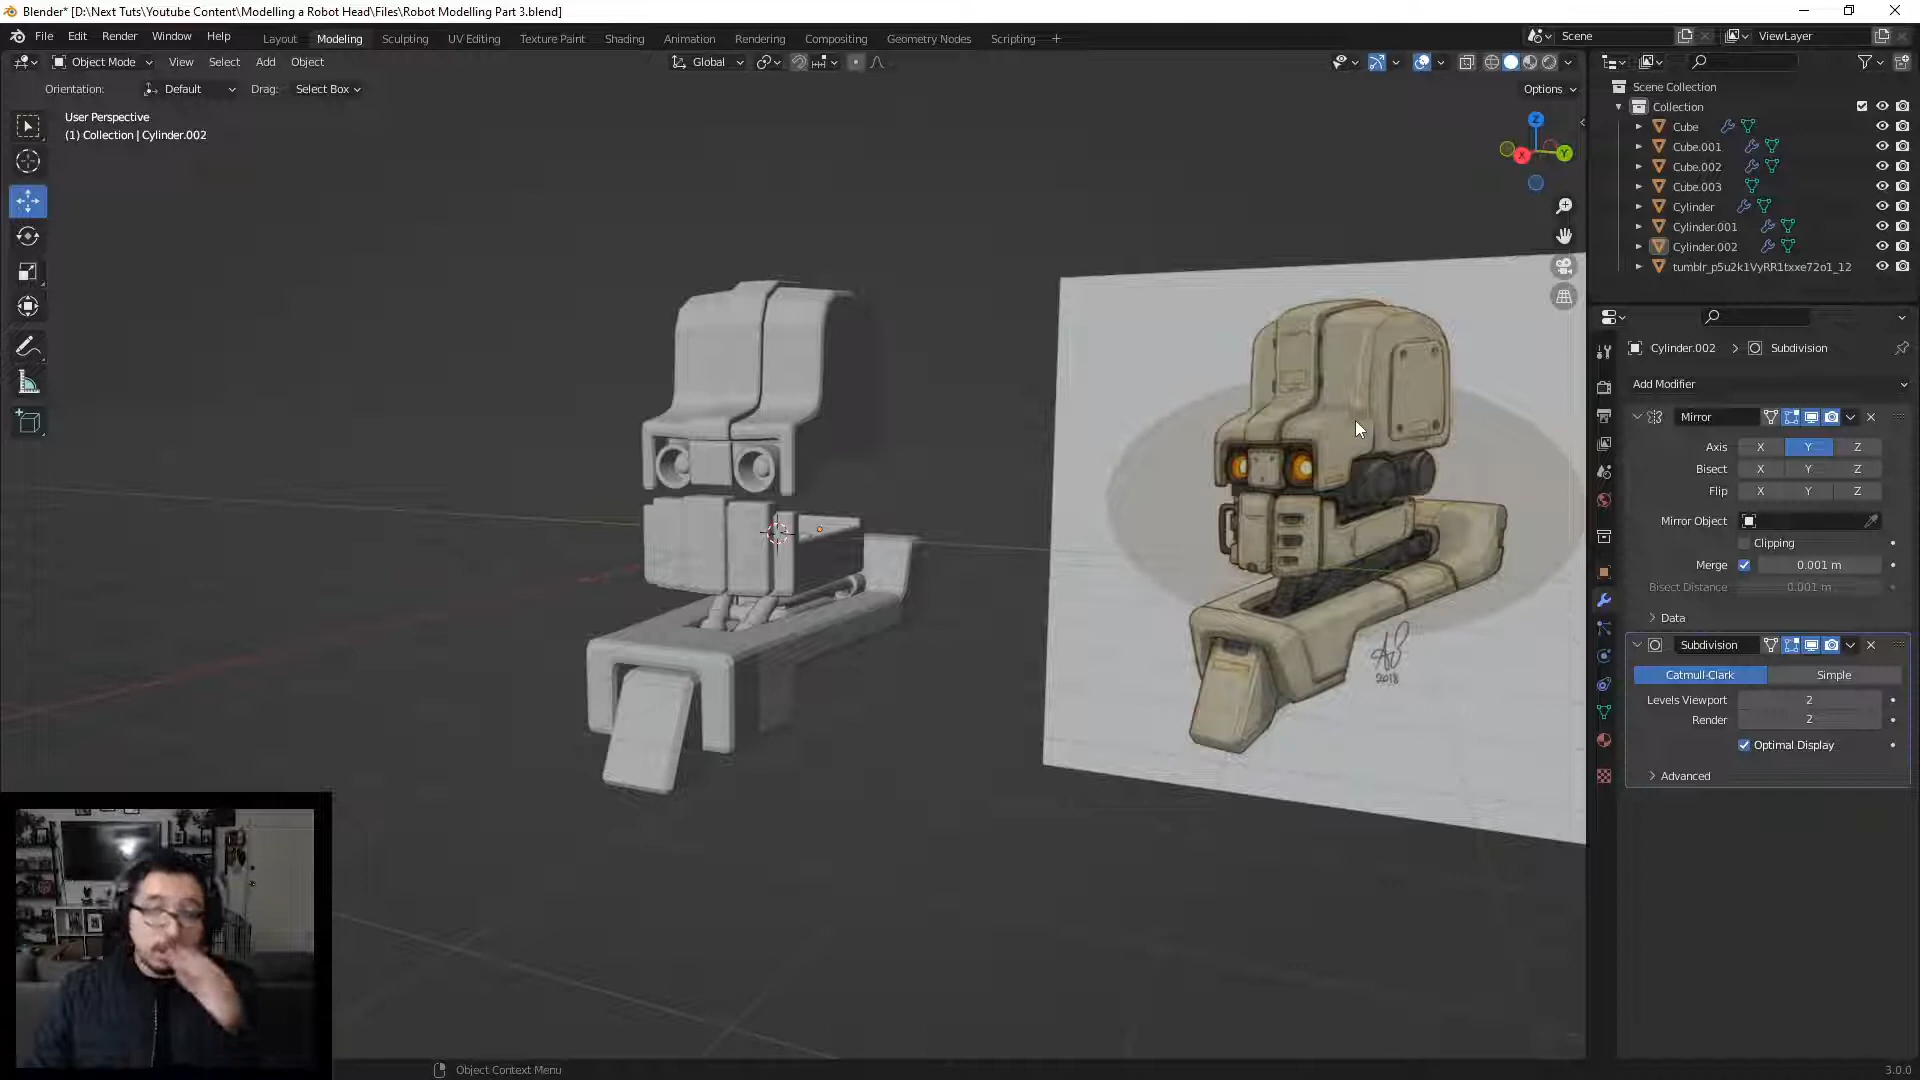 Blender* [D:\Next Tuts\Youtube Content\Modelling a Robot Head\Files\Robot Modelling Part 3.blend]
File Edit Render Window Help
Layout Modeling Sculpting UV Editing Texture Paint Shading Animation Rendering Compositing Geometry Nodes Scripting +
Scene ViewLayer
Object Mode View Select Add Object Global
Orientation: Default Drag: Select Box Options
User Perspective
(1) Collection | Cylinder.002
Z
X Y
Scene Collection
Collection
Cube
Cube.001
Cube.002
Cube.003
Cylinder
Cylinder.001
Cylinder.002
tumblr_p5u2k1VyRR1txxe72o1_12
Cylinder.002 > Subdivision
Add Modifier
Mirror
Axis X Y Z
Bisect X Y Z
Flip X Y Z
Mirror Object
Clipping
Merge 0.001 m
Bisect Distance 0.001 m
Data
Subdivision
Catmull-Clark Simple
Levels Viewport 2
Render 2
Optimal Display
Advanced
2018
Object Context Menu
3.0.0